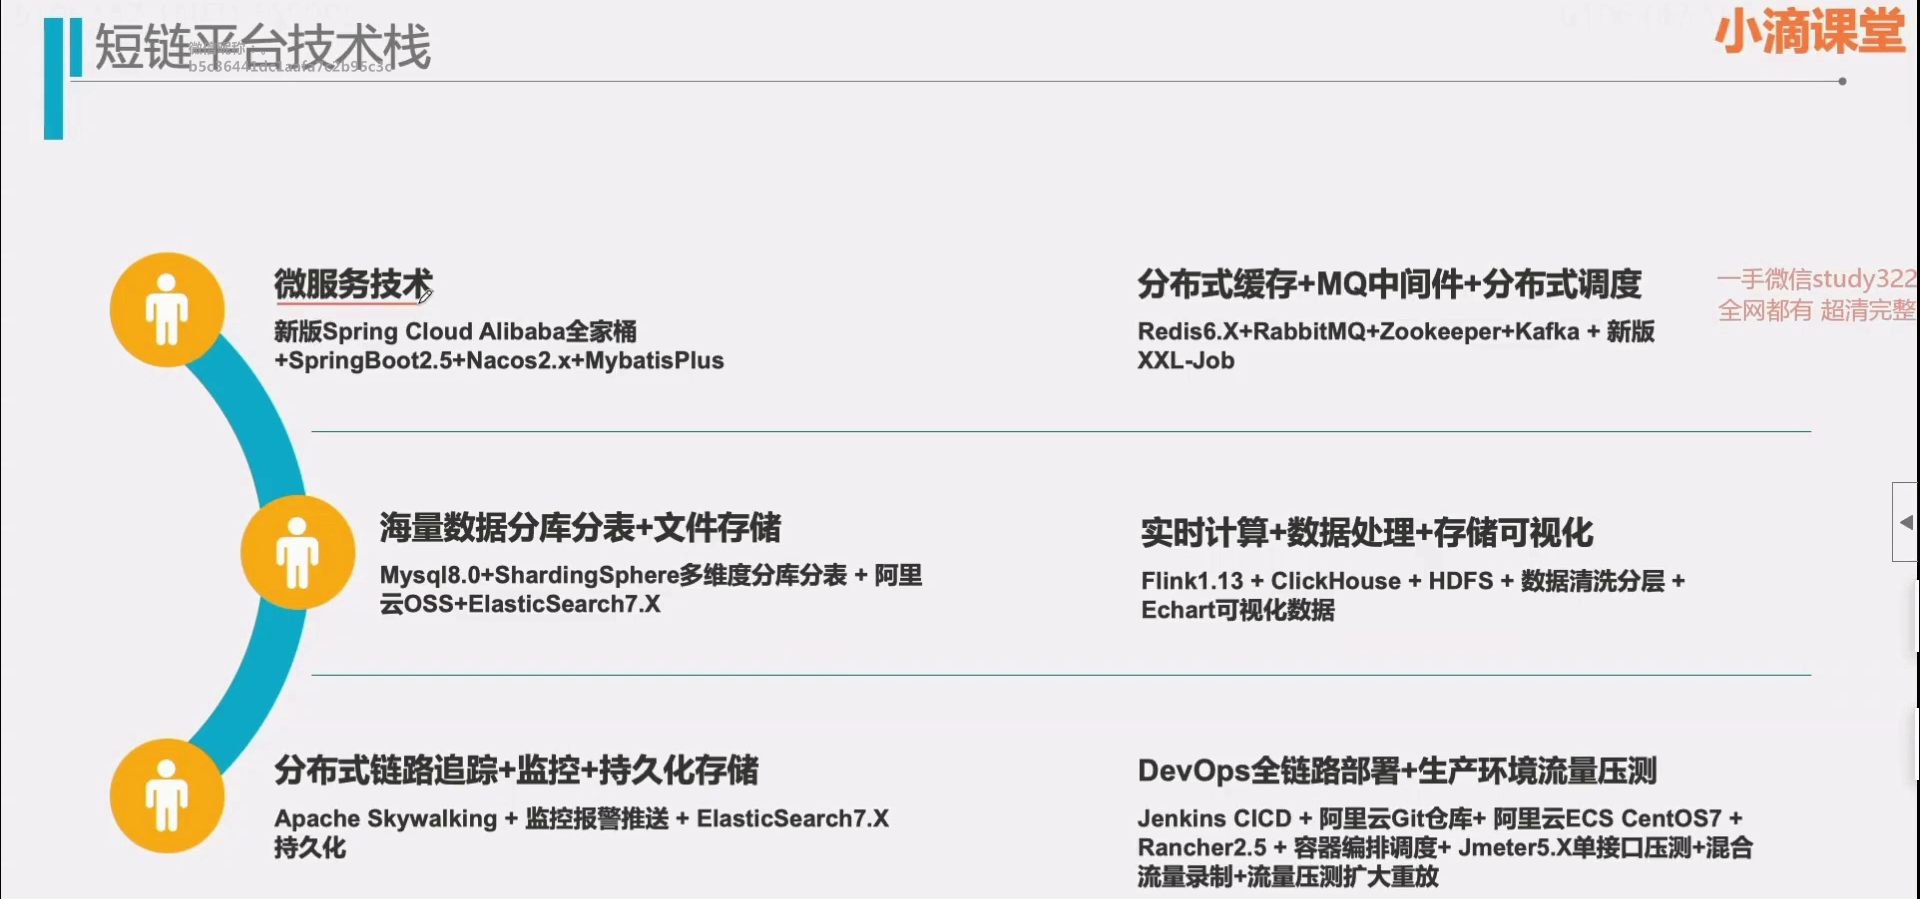 短链平台技术栈
小滴课堂
微服务技术
新版Spring Cloud Alibaba全家桶
+SpringBoot2.5+Nacos2.x+MybatisPlus
分布式缓存+MQ中间件+分布式调度
Redis6.X+RabbitMQ+Zookeeper+Kafka + 新版
XXL-Job
一手微信study322
全网都有 超清完整
海量数据分库分表+文件存储
Mysql8.0+ShardingSphere多维度分库分表 + 阿里
云OSS+ElasticSearch7.X
实时计算+数据处理+存储可视化
Flink1.13 + ClickHouse + HDFS + 数据清洗分层 +
Echart可视化数据
分布式链路追踪+监控+持久化存储
Apache Skywalking + 监控报警推送 + ElasticSearch7.X
持久化
DevOps全链路部署+生产环境流量压测
Jenkins CICD + 阿里云Git仓库+ 阿里云ECS CentOS7 +
Rancher2.5 + 容器编排调度+ Jmeter5.X单接口压测+混合
流量录制+流量压测扩大重放